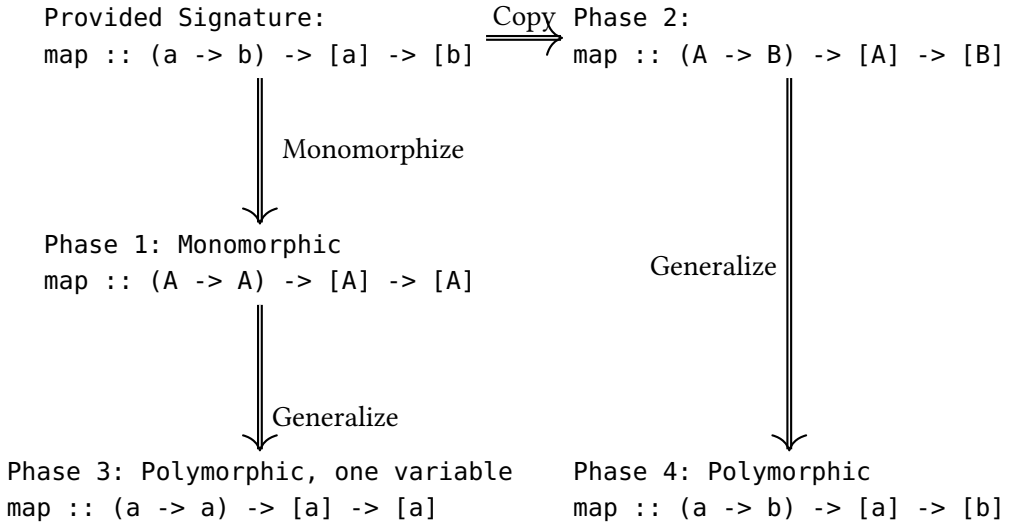 Provided Signature:
map :: (a -> b) -> [a] -> [b]
Copy
Phase 2:
map :: (A -> B) -> [A] -> [B]
Monomorphize
Phase 1: Monomorphic
map :: (A -> A) -> [A] -> [A]
Generalize
Generalize
Phase 3: Polymorphic, one variable
map :: (a -> a) -> [a] -> [a]
Phase 4: Polymorphic
map :: (a -> b) -> [a] -> [b]